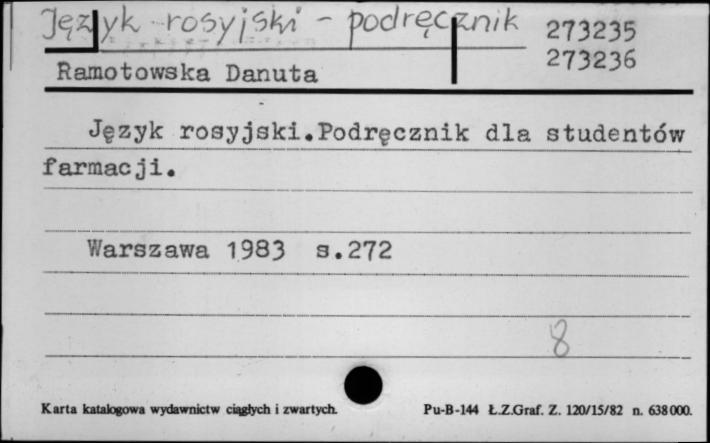 Język rosyjski - podręcznik
273235
273236
Ramotowska Danuta
Język rosyjski.Podręcznik dla studentów
farmacji.
Warszawa 1983 s.272
8
Karta katalogowa wydawnictw ciągłych i zwartych.
Pu-B-144 Ł.Z.Graf. Z. 120/15/82 n. 638000.